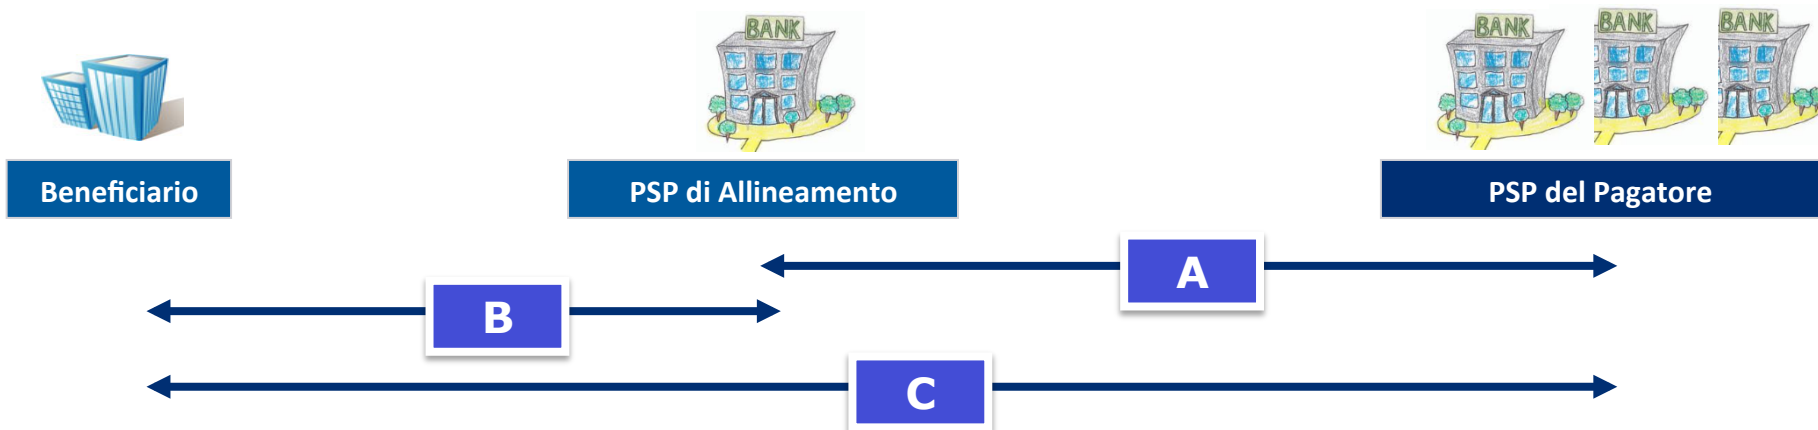 BANK
BANK
BANK
BANK
Beneficiario
PSP di Allineamento
PSP del Pagatore
A
B
C